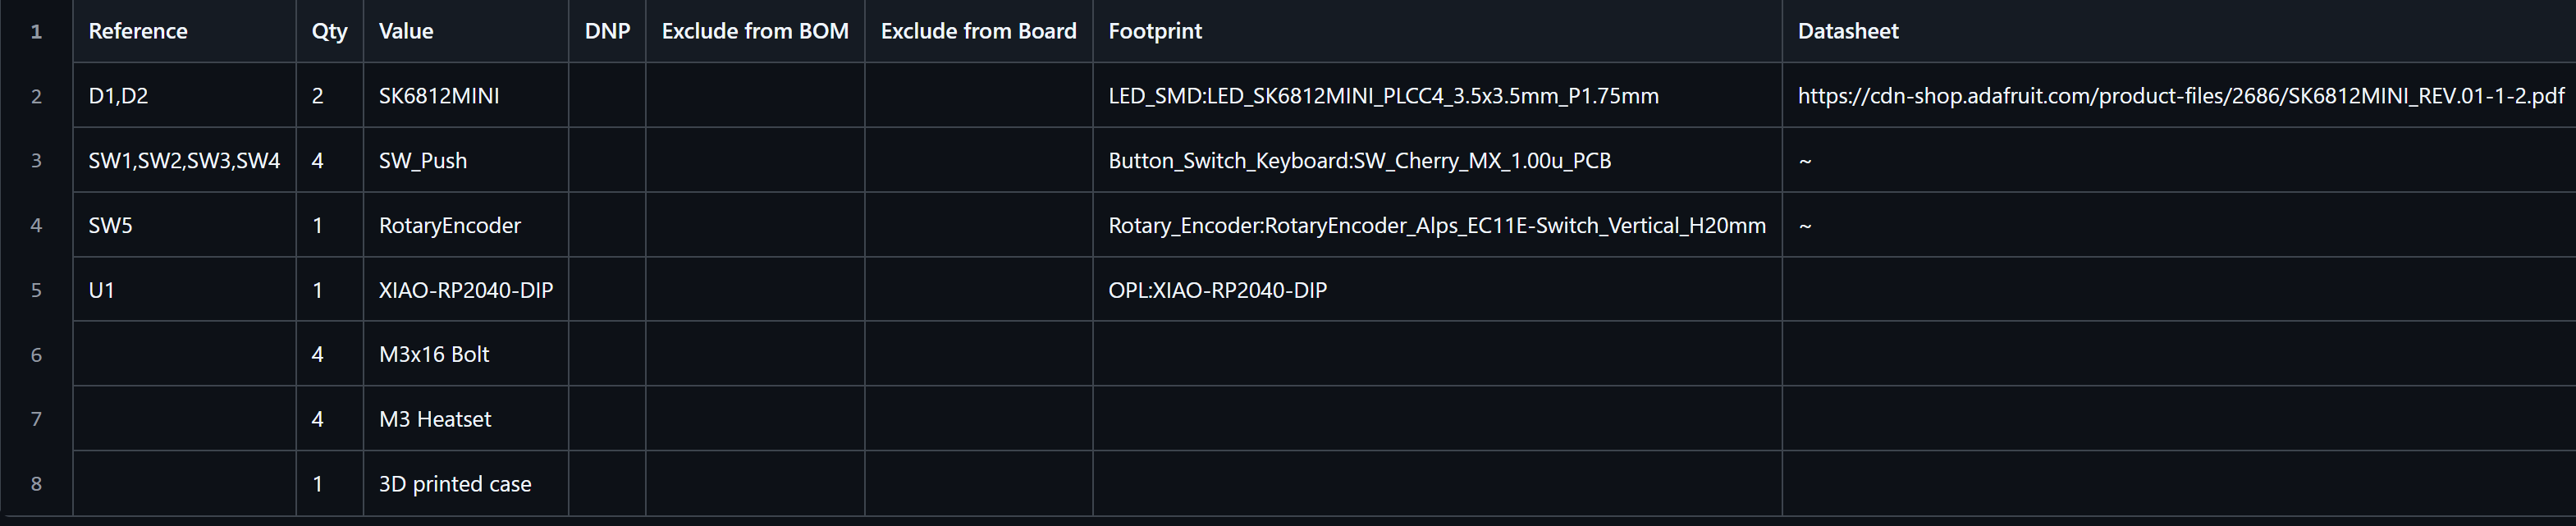 1 Reference Qty Value DNP Exclude from BOM Exclude from Board Footprint Datasheet
2 D1,D2 2 SK6812MINI LED_SMD:LED_SK6812MINI_PLCC4_3.5x3.5mm_P1.75mm https://cdn-shop.adafruit.com/product-files/2686/SK6812MINI_REV.01-1-2.pdf
3 SW1,SW2,SW3,SW4 4 SW_Push Button_Switch_Keyboard:SW_Cherry_MX_1.00u_PCB ~
4 SW5 1 RotaryEncoder Rotary_Encoder:RotaryEncoder_Alps_EC11E-Switch_Vertical_H20mm ~
5 U1 1 XIAO-RP2040-DIP OPL:XIAO-RP2040-DIP
6 4 M3x16 Bolt
7 4 M3 Heatset
8 1 3D printed case